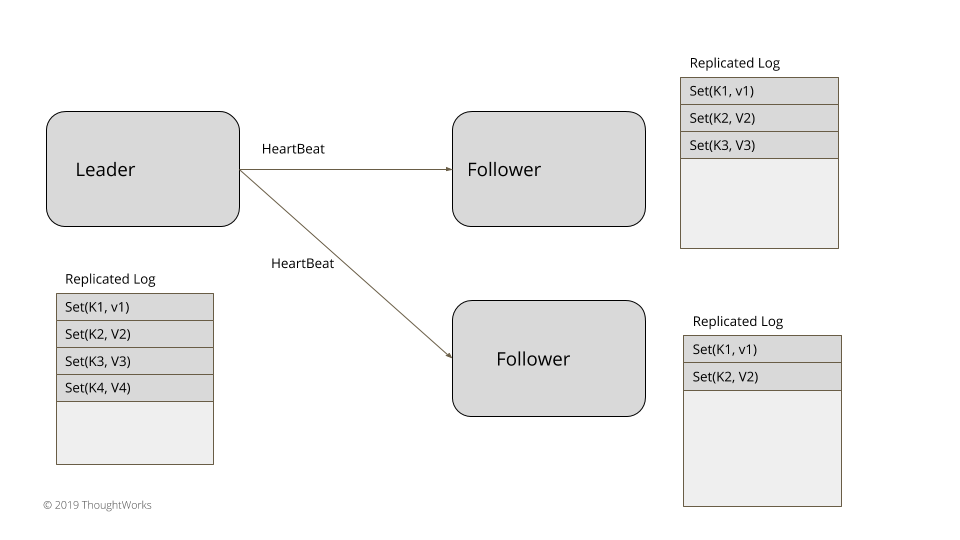 Replicated Log
Set(K1, v1)
Set(K2, V2)
Set(K3, V3)
Leader
HeartBeat
Follower
HeartBeat
Replicated Log
Set(K1, v1)
Set(K2, V2)
Set(K3, V3)
Set(K4, V4)
Follower
Replicated Log
Set(K1, v1)
Set(K2, V2)
© 2019 ThoughtWorks